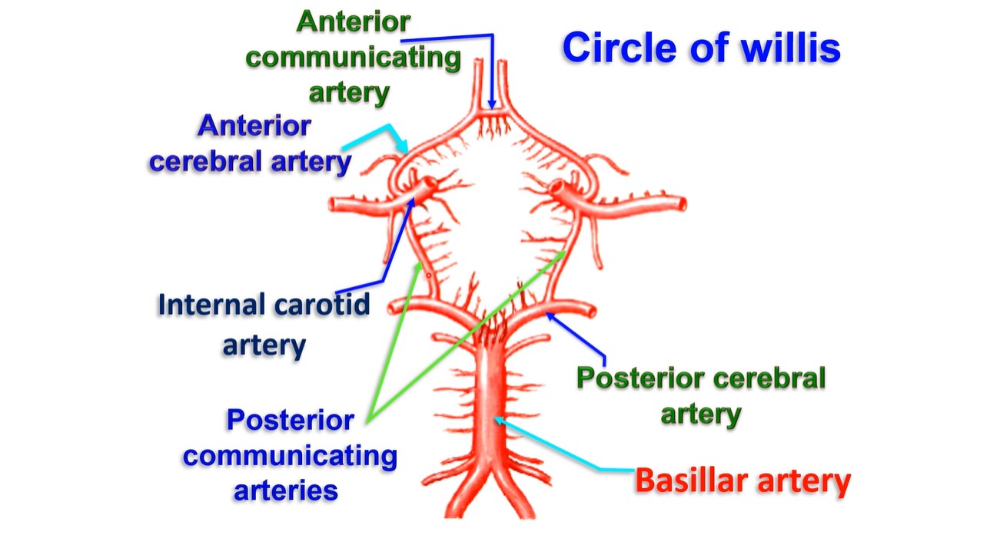 Anterior
communicating
artery
Circle of willis
Anterior
cerebral artery
Internal carotid
artery
Posterior cerebral
artery
Posterior
communicating
arteries
Basillar artery